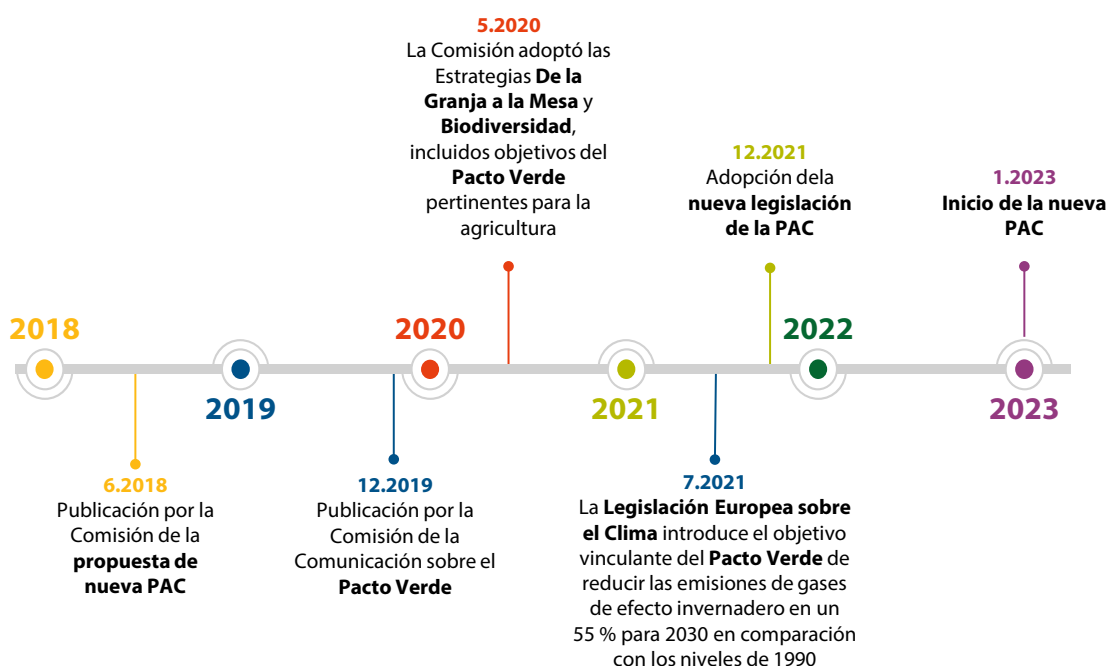 5.2020
La Comisión adoptó las
Estrategias De la
Granja a la Mesa y
Biodiversidad,
incluidos objetivos del
Pacto Verde
pertinentes para la
agricultura
12.2021
Adopción dela
nueva legislación
de la PAC
1.2023
Inicio de la nueva
PAC
2018
2019
2020
2021
2022
2023
6.2018
Publicación por la
Comisión de la
propuesta de
nueva PAC
12.2019
Publicación por la
Comisión de la
Comunicación sobre el
Pacto Verde
7.2021
La Legislación Europea sobre
el Clima introduce el objetivo
vinculante del Pacto Verde de
reducir las emisiones de gases
de efecto invernadero en un
55 % para 2030 en comparación
con los niveles de 1990